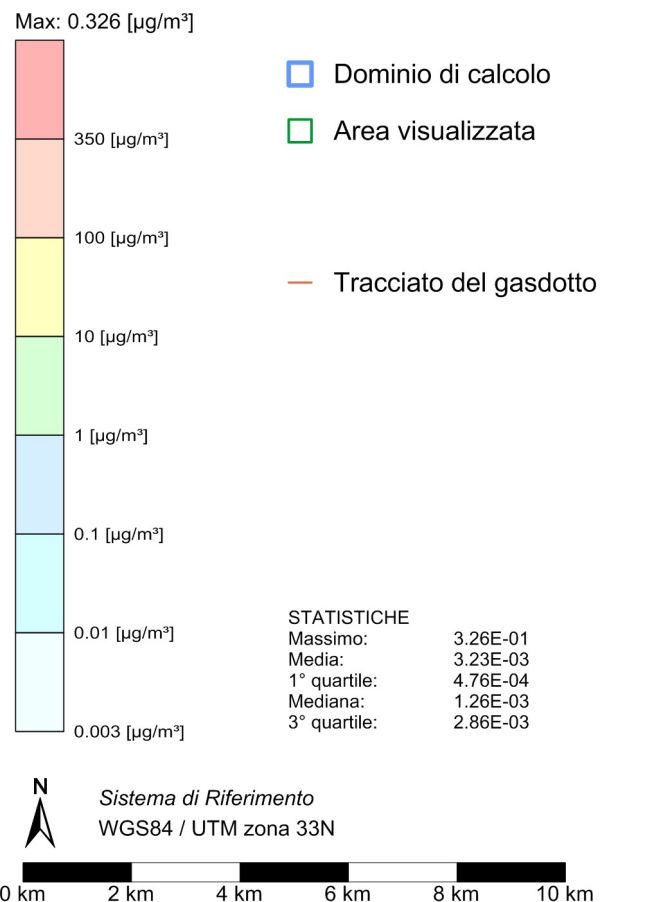 Max: 0.326 [µg/m³]
Dominio di calcolo
Area visualizzata
350 [µg/m³]
100 [µg/m³]
Tracciato del gasdotto
10 [µg/m³]
1 [µg/m³]
0.1 [µg/m³]
0.01 [µg/m³]
0.003 [µg/m³]
STATISTICHE
Massimo: 3.26E-01
Media: 3.23E-03
1° quartile: 4.76E-04
Mediana: 1.26E-03
3° quartile: 2.86E-03
N
Sistema di Riferimento
WGS84 / UTM zona 33N
0 km 2 km 4 km 6 km 8 km 10 km